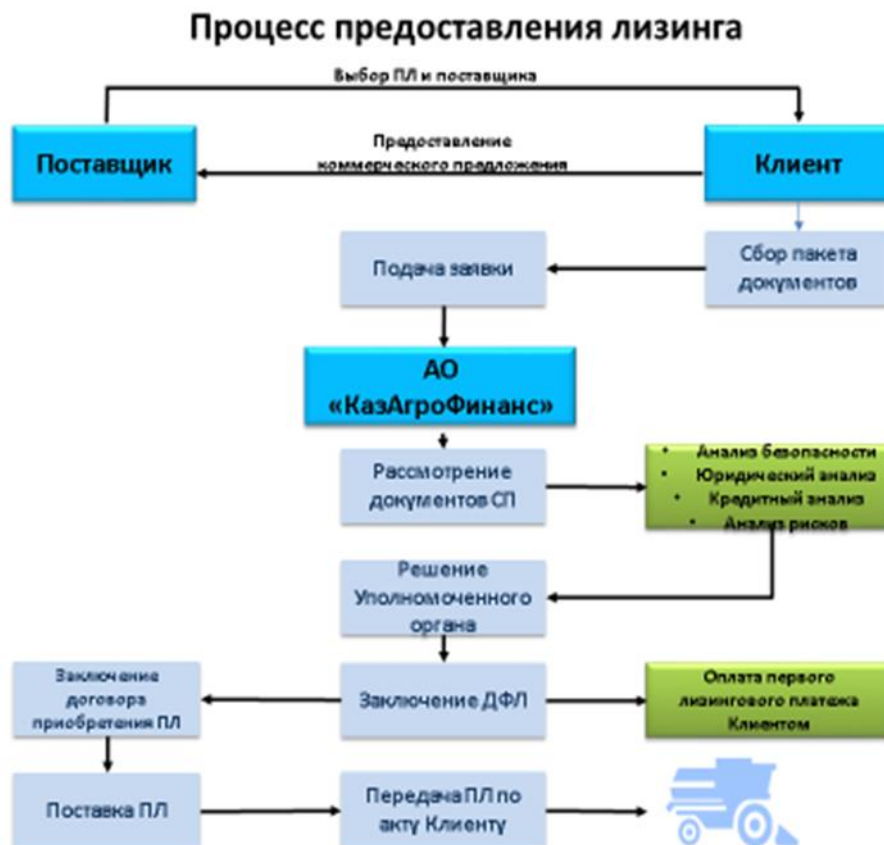 Процесс предоставления лизинга
Выбор ПЛ и поставщика
Поставщик
Предоставление
коммерческого предложения
Клиент
Подача заявки
Сбор пакета
документов
АО
«КазАгроФинанс»
Рассмотрение
документов СП
• Анализ безопасности
• Юридический анализ
• Кредитный анализ
• Анализ рисков
Решение
Уполномоченного
органа
Заключение
договора
приобретения ПЛ
Заключение ДФЛ
Оплата первого
лизингового платежа
Клиентом
Поставка ПЛ
Передача ПЛ по
акту Клиенту